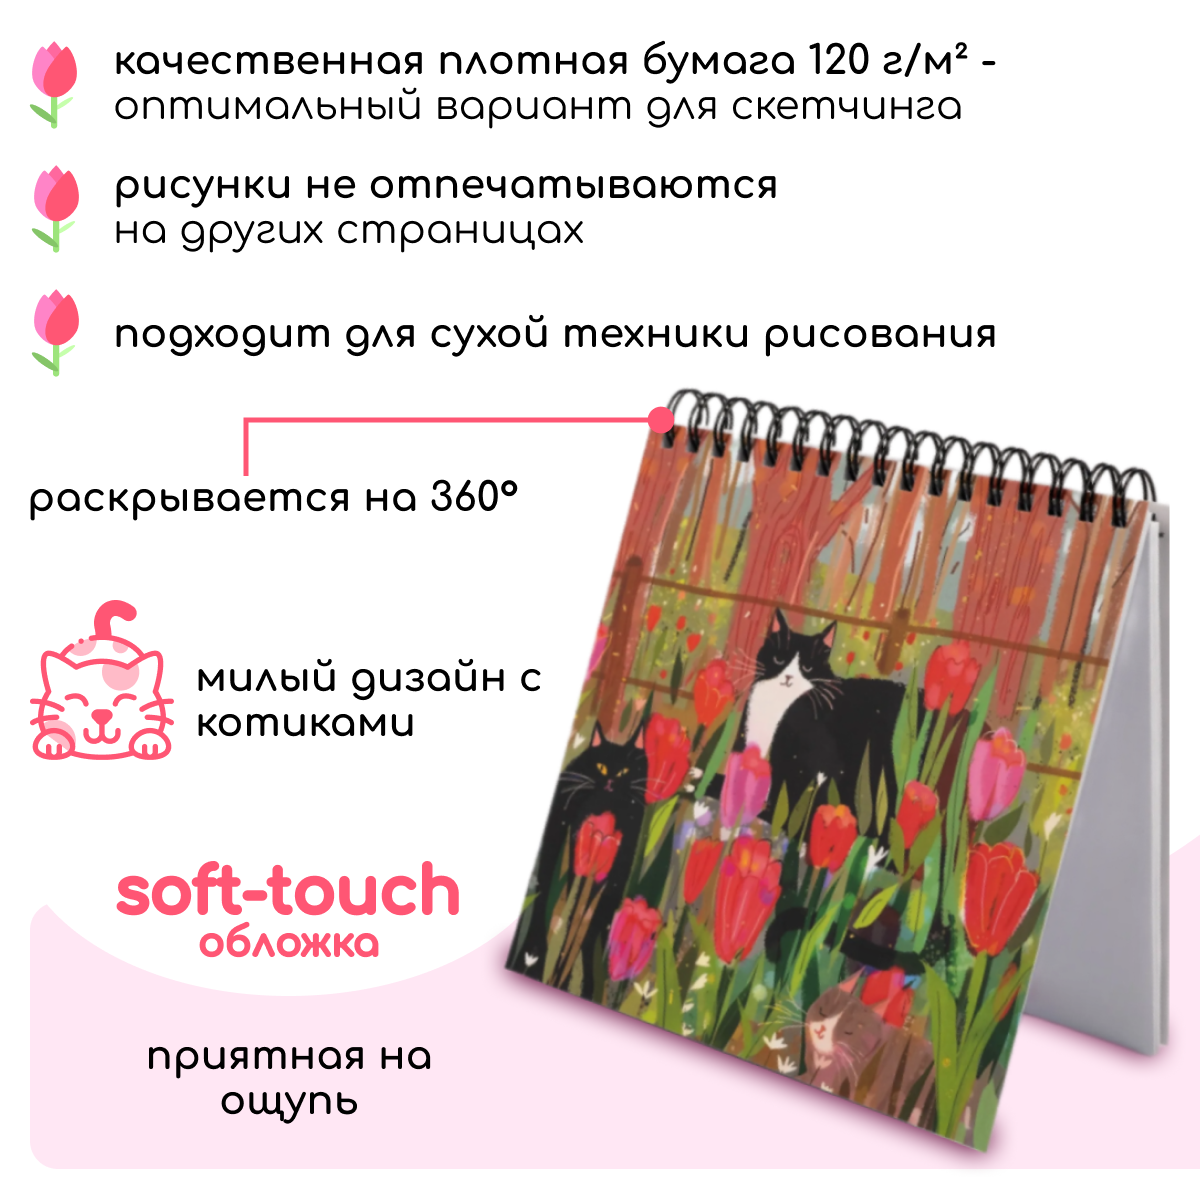 качественная плотная бумага 120 г/м² -
оптимальный вариант для скетчинга
рисунки не отпечатываются
на других страницах
подходит для сухой техники рисования
раскрывается на 360°
милый дизайн с
котиками
soft-touch
обложка
приятная на
ощупь